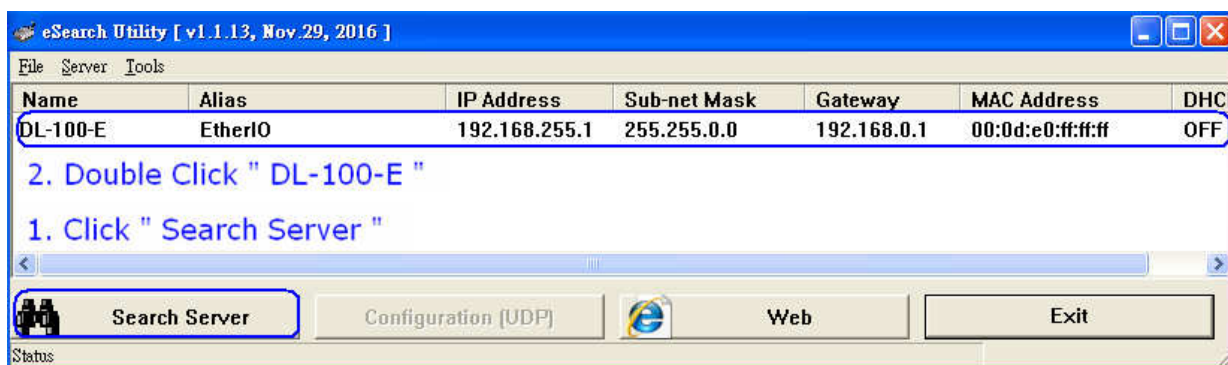 eSearch Utility [ v1.1.13, Nov.29, 2016 ]
File Server Tools
Name Alias IP Address Sub-net Mask Gateway MAC Address DHC
DL-100-E EtherIO 192.168.255.1 255.255.0.0 192.168.0.1 00:0d:e0:ff:ff:ff OFF
2. Double Click " DL-100-E "
1. Click " Search Server "
Search Server Configuration (UDP) Web Exit
Status